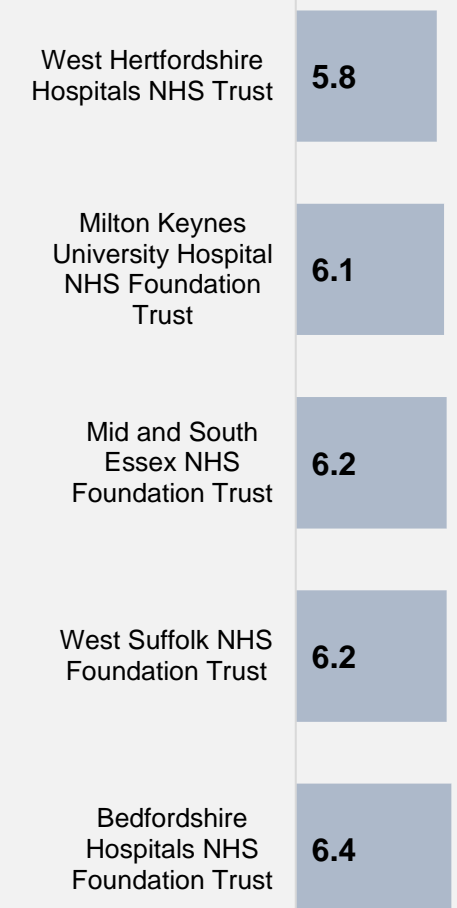 West Hertfordshire
Hospitals NHS Trust
5.8
Milton Keynes
University Hospital
NHS Foundation
Trust
6.1
Mid and South
Essex NHS
Foundation Trust
6.2
West Suffolk NHS
Foundation Trust
6.2
Bedfordshire
Hospitals NHS
Foundation Trust
6.4